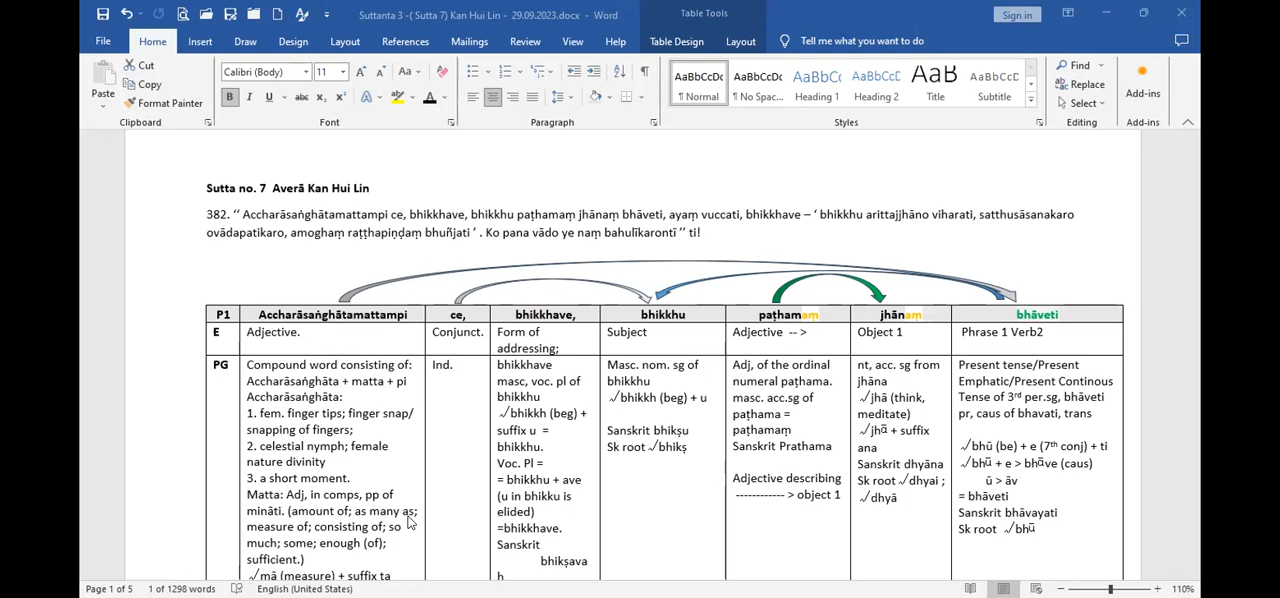 Suttanta 3 -( Sutta 7) Kan Hui Lin - 29.09.2023.docx - Word
Table Tools
Sign in
File Home Insert Draw Design Layout References Mailings Review View Help Table Design Layout Tell me what you want to do
Paste
Cut
Copy
Format Painter
Clipboard
Calibri (Body) 11
Font
Paragraph
AaBbCcDc
¶ Normal
AaBbCcDc
¶ No Spac...
AaBbCc
Heading 1
AaBbCcC
Heading 2
AaB
Title
AaBbCcD
Subtitle
Styles
Find
Replace
Select
Editing
Add-ins
Add-ins
Sutta no. 7 Averā Kan Hui Lin
382. ‘‘ Accharāsaṅghātamattampi ce, bhikkhave, bhikkhu paṭhamaṃ jhānaṃ bhāveti, ayaṃ vuccati, bhikkhave – ‘ bhikkhu arittajjhāno viharati, satthusāsanakaro
ovādapatikaro, amoghaṃ raṭṭhapiṇḍaṃ bhuñjati ’ . Ko pana vādo ye naṃ bahulīkarontī ’’ ti!
P1 Accharāsaṅghātamattampi ce, bhikkhave, bhikkhu paṭhamaṃ jhānaṃ bhāveti
E
Adjective.
Conjunct.
Form of
addressing;
Subject
Adjective -- >
Object 1
Phrase 1 Verb2
PG
Compound word consisting of:
Accharāsaṅghāta + matta + pi
Accharāsaṅghāta:
1. fem. finger tips; finger snap/
snapping of fingers;
2. celestial nymph; female
nature divinity
3. a short moment.
Matta: Adj, in comps, pp of
mināti. (amount of; as many as;
measure of; consisting of; so
much; some; enough (of);
sufficient.)
√mā (measure) + suffix ta
Ind.
bhikkhave
masc, voc. pl of
bhikkhu
√bhikkh (beg) +
suffix u =
bhikkhu.
Voc. Pl =
= bhikkhu + ave
(u in bhikku is
elided)
=bhikkhave.
Sanskrit
bhikṣava
h
Masc. nom. sg of
bhikkhu
√bhikkh (beg) + u
Sanskrit bhikṣu
Sk root √bhikṣ
Adj, of the ordinal
numeral paṭhama.
masc. acc.sg of
paṭhama =
paṭhamaṃ
Sanskrit Prathama
Adjective describing
------------ > object 1
nt, acc. sg from
jhāna
√jhā (think,
meditate)
√jhā + suffix
ana
Sanskrit dhyāna
Sk root √dhyai ;
√dhyā
Present tense/Present
Emphatic/Present Continous
Tense of 3rd per.sg, bhāveti
pr, caus of bhavati, trans
√bhū (be) + e (7th conj) + ti
√bhū + e > bhāve (caus)
ū > āv
= bhāveti
Sanskrit bhāvayati
Sk root √bhū
Page 1 of 5 1 of 1298 words English (United States) 110%